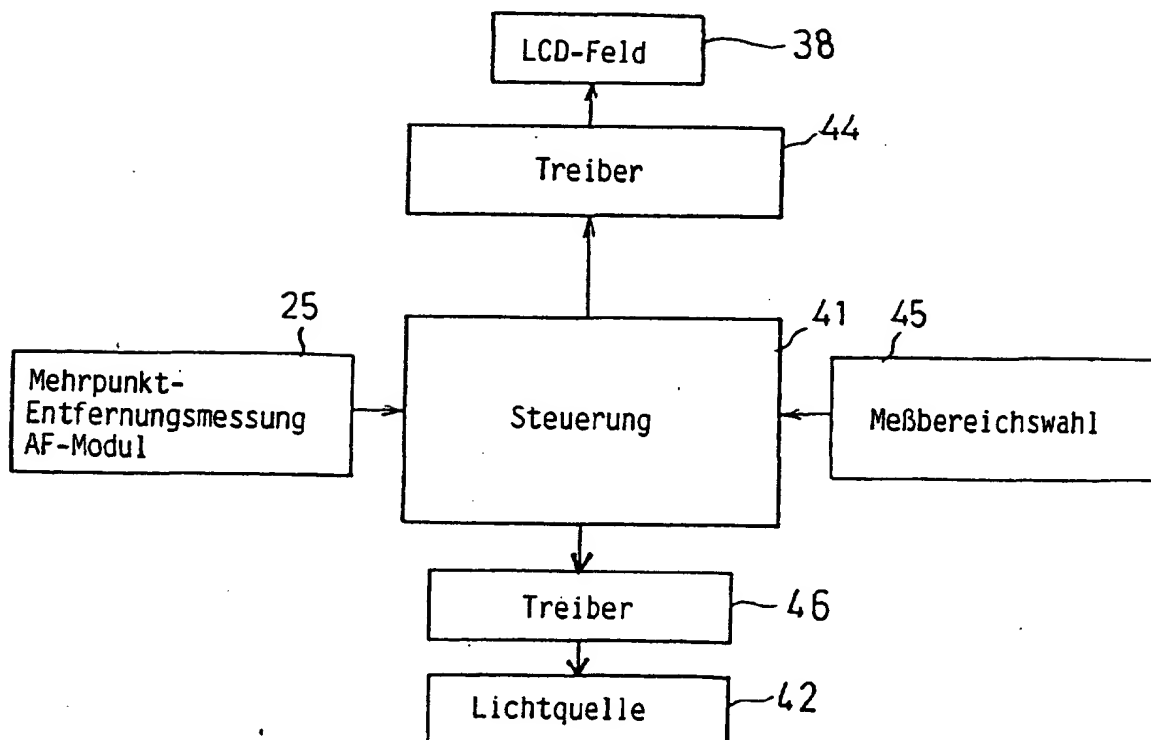 LCD-Feld
38
44
Treiber
25
41
45
Mehrpunkt-
Entfernungsmessung
AF-Modul
Steuerung
Meßbereichswahl
Treiber
46
Lichtquelle
42